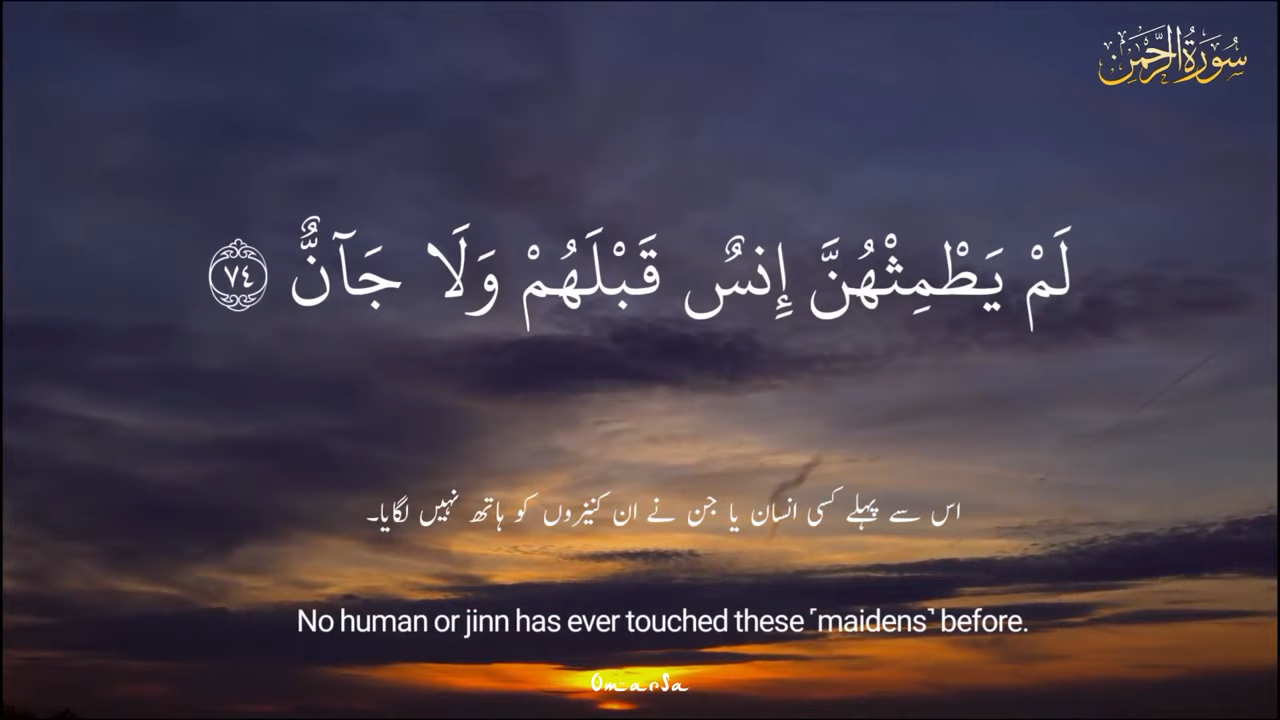 سُورَةُ الرَّحْمَٰن
لَمْ يَطْمِثْهُنَّ إِنسٌ قَبْلَهُمْ وَلَا جَآنٌّ ٧٤
اس سے پہلے کسی انسان یا جن نے ان کنیزوں کو ہاتھ نہیں لگایا۔
No human or jinn has ever touched these ˹maidens˺ before.
OmarSa